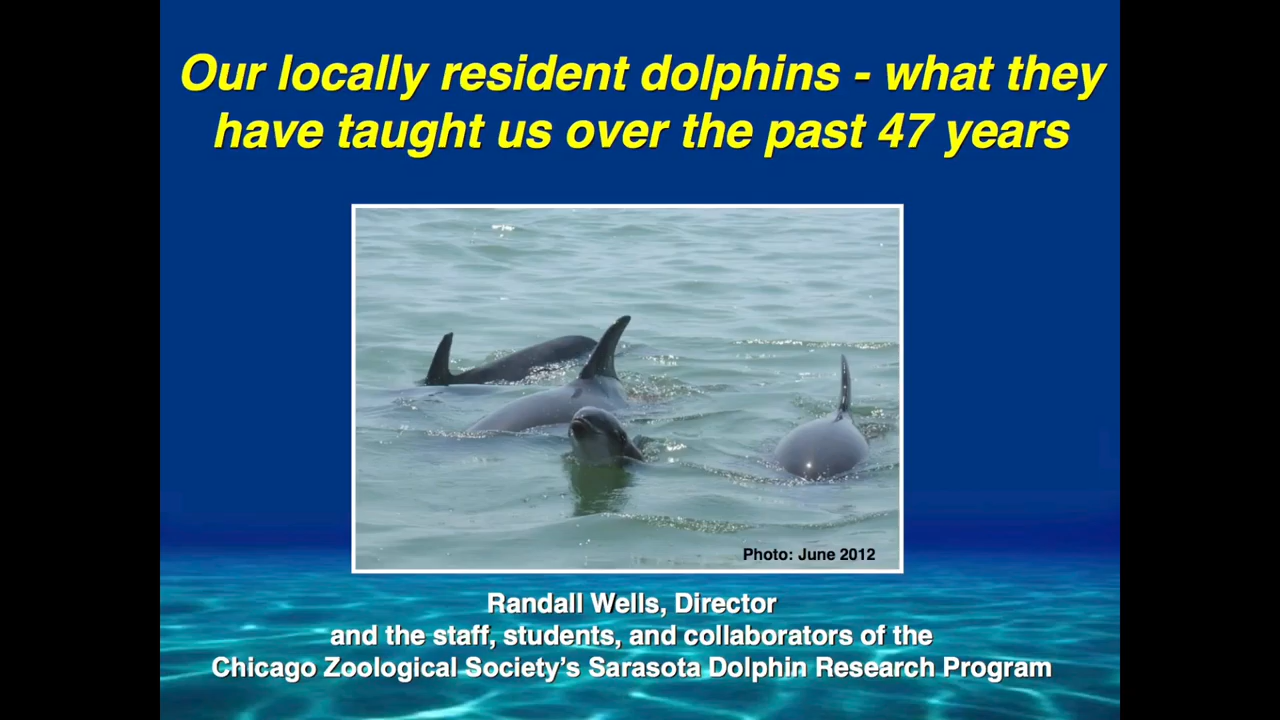 Our locally resident dolphins - what they
have taught us over the past 47 years
Photo: June 2012
Randall Wells, Director
and the staff, students, and collaborators of the
Chicago Zoological Society’s Sarasota Dolphin Research Program